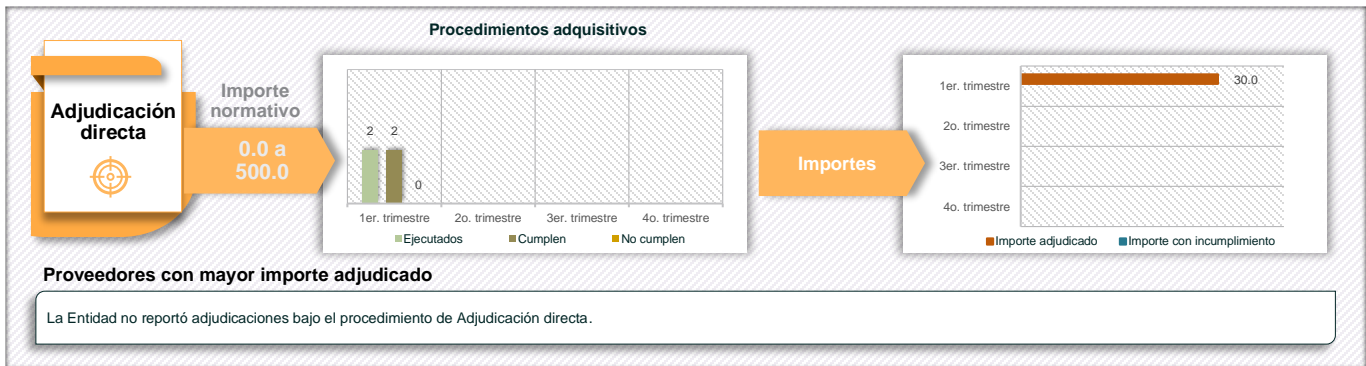 Procedimientos adquisitivos
Adjudicación
directa
Importe
normativo
0.0 a
500.0
2 2
0
1er. trimestre 2o. trimestre 3er. trimestre 4o. trimestre
Ejecutados Cumplen No cumplen
Importes
1er. trimestre 30.0
2o. trimestre
3er. trimestre
4o. trimestre
Importe adjudicado Importe con incumplimiento
Proveedores con mayor importe adjudicado
La Entidad no reportó adjudicaciones bajo el procedimiento de Adjudicación directa.